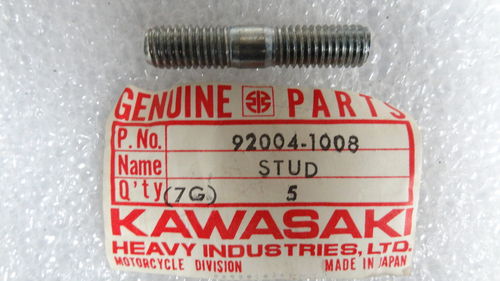 GENUINE PARTS
P. No. 92004-1008
Name STUD
Q'ty (7G) 5
KAWASAKI
HEAVY INDUSTRIES, LTD.
MOTORCYCLE DIVISION MADE IN JAPAN